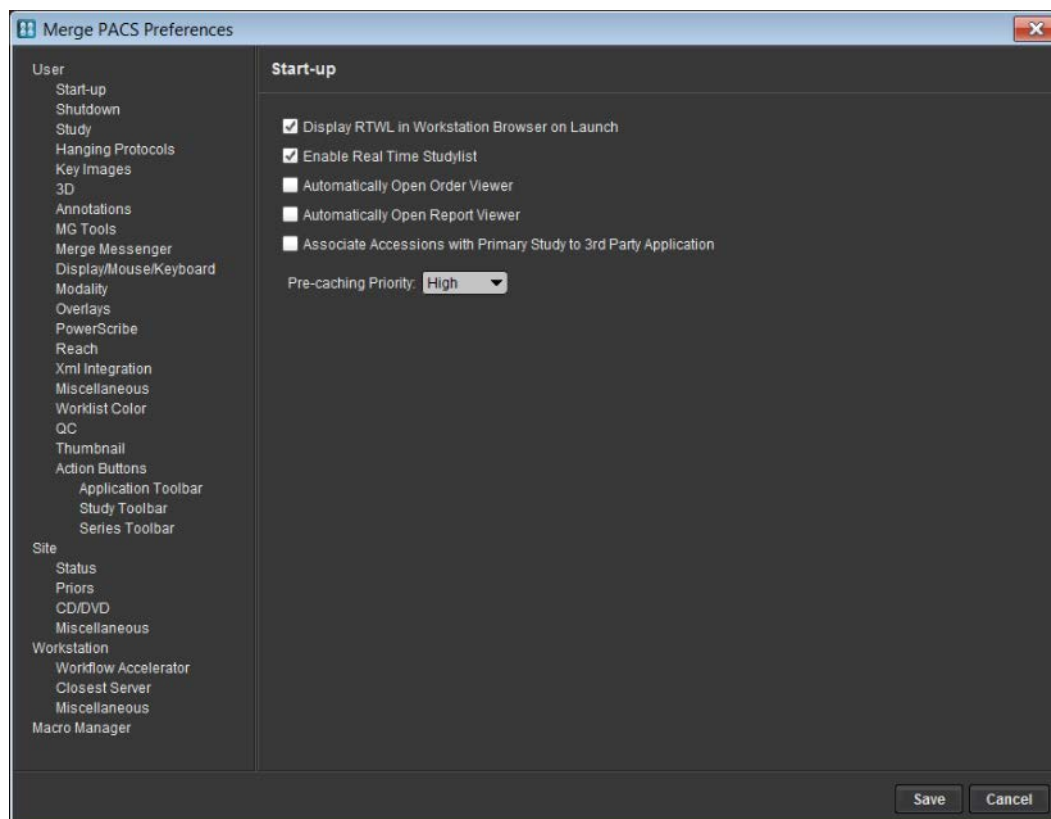 Merge PACS Preferences
User
Start-up
Shutdown
Study
Hanging Protocols
Key Images
3D
Annotations
MG Tools
Merge Messenger
Display/Mouse/Keyboard
Modality
Overlays
PowerScribe
Reach
Xml Integration
Miscellaneous
Worklist Color
QC
Thumbnail
Action Buttons
Application Toolbar
Study Toolbar
Series Toolbar
Site
Status
Priors
CD/DVD
Miscellaneous
Workstation
Workflow Accelerator
Closest Server
Miscellaneous
Macro Manager
Start-up
Display RTWL in Workstation Browser on Launch
Enable Real Time Studylist
Automatically Open Order Viewer
Automatically Open Report Viewer
Associate Accessions with Primary Study to 3rd Party Application
Pre-caching Priority: High
Save Cancel